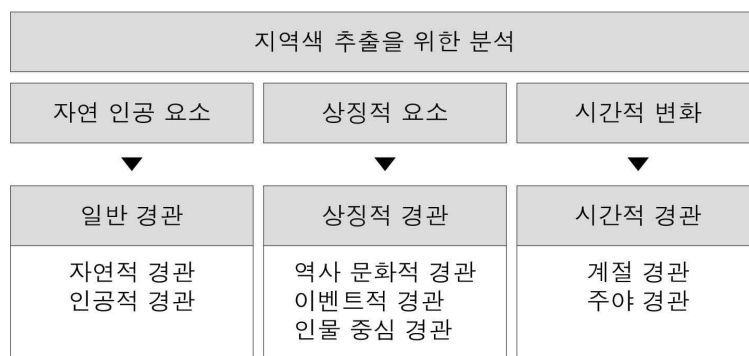 지역색 추출을 위한 분석
자연 인공 요소
상징적 요소
시간적 변화
일반 경관
상징적 경관
시간적 경관
자연적 경관
인공적 경관
역사 문화적 경관
이벤트적 경관
인물 중심 경관
계절 경관
주야 경관